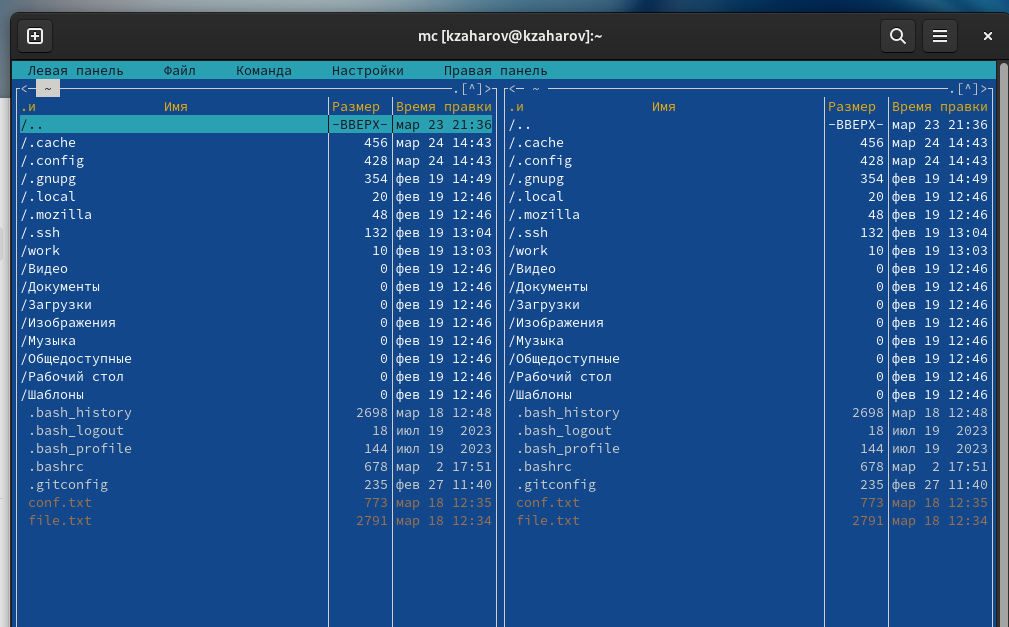 mc [kzaharov@kzaharov]:~
Левая панель Файл Команда Настройки Правая панель
<─ ~ ─.[^]>┐ <─ ~ ─.[^]>┐
.и Имя Размер Время правки .и Имя Размер Время правки
/.. -ВВЕРХ- мар 23 21:36 /.. -ВВЕРХ- мар 23 21:36
/.cache 456 мар 24 14:43 /.cache 456 мар 24 14:43
/.config 428 мар 24 14:43 /.config 428 мар 24 14:43
/.gnupg 354 фев 19 14:49 /.gnupg 354 фев 19 14:49
/.local 20 фев 19 12:46 /.local 20 фев 19 12:46
/.mozilla 48 фев 19 12:46 /.mozilla 48 фев 19 12:46
/.ssh 132 фев 19 13:04 /.ssh 132 фев 19 13:04
/work 10 фев 19 13:03 /work 10 фев 19 13:03
/Видео 0 фев 19 12:46 /Видео 0 фев 19 12:46
/Документы 0 фев 19 12:46 /Документы 0 фев 19 12:46
/Загрузки 0 фев 19 12:46 /Загрузки 0 фев 19 12:46
/Изображения 0 фев 19 12:46 /Изображения 0 фев 19 12:46
/Музыка 0 фев 19 12:46 /Музыка 0 фев 19 12:46
/Общедоступные 0 фев 19 12:46 /Общедоступные 0 фев 19 12:46
/Рабочий стол 0 фев 19 12:46 /Рабочий стол 0 фев 19 12:46
/Шаблоны 0 фев 19 12:46 /Шаблоны 0 фев 19 12:46
.bash_history 2698 мар 18 12:48 .bash_history 2698 мар 18 12:48
.bash_logout 18 июл 19 2023 .bash_logout 18 июл 19 2023
.bash_profile 144 июл 19 2023 .bash_profile 144 июл 19 2023
.bashrc 678 мар 2 17:51 .bashrc 678 мар 2 17:51
.gitconfig 235 фев 27 11:40 .gitconfig 235 фев 27 11:40
conf.txt 773 мар 18 12:35 conf.txt 773 мар 18 12:35
file.txt 2791 мар 18 12:34 file.txt 2791 мар 18 12:34